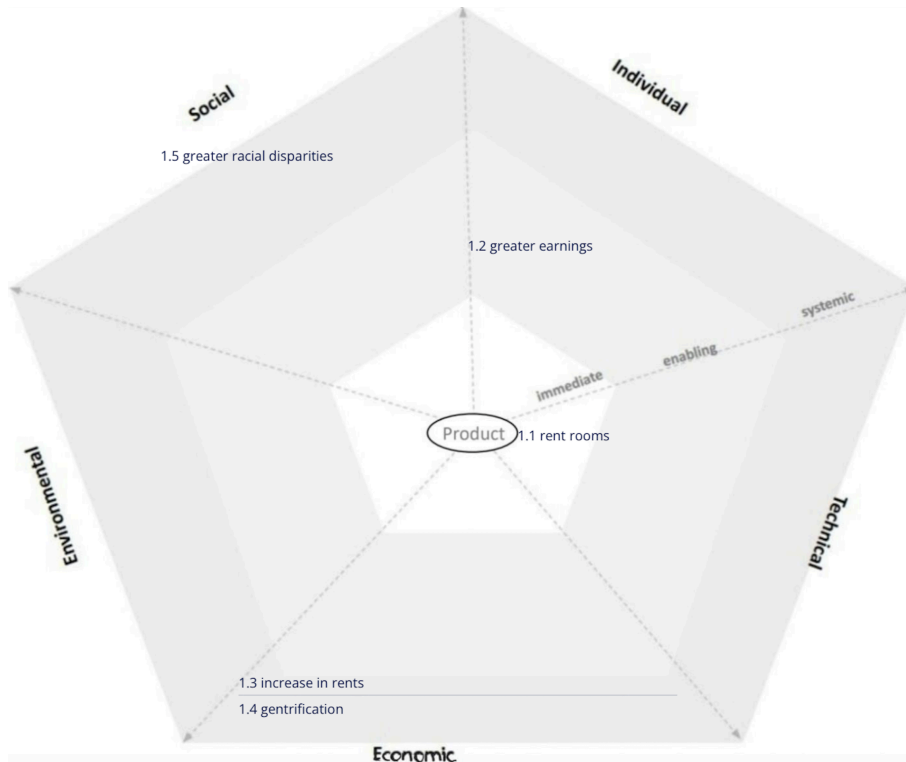 Social
Individual
1.5 greater racial disparities
1.2 greater earnings
systemic
enabling
immediate
Product
1.1 rent rooms
Environmental
Technical
1.3 increase in rents
1.4 gentrification
Economic